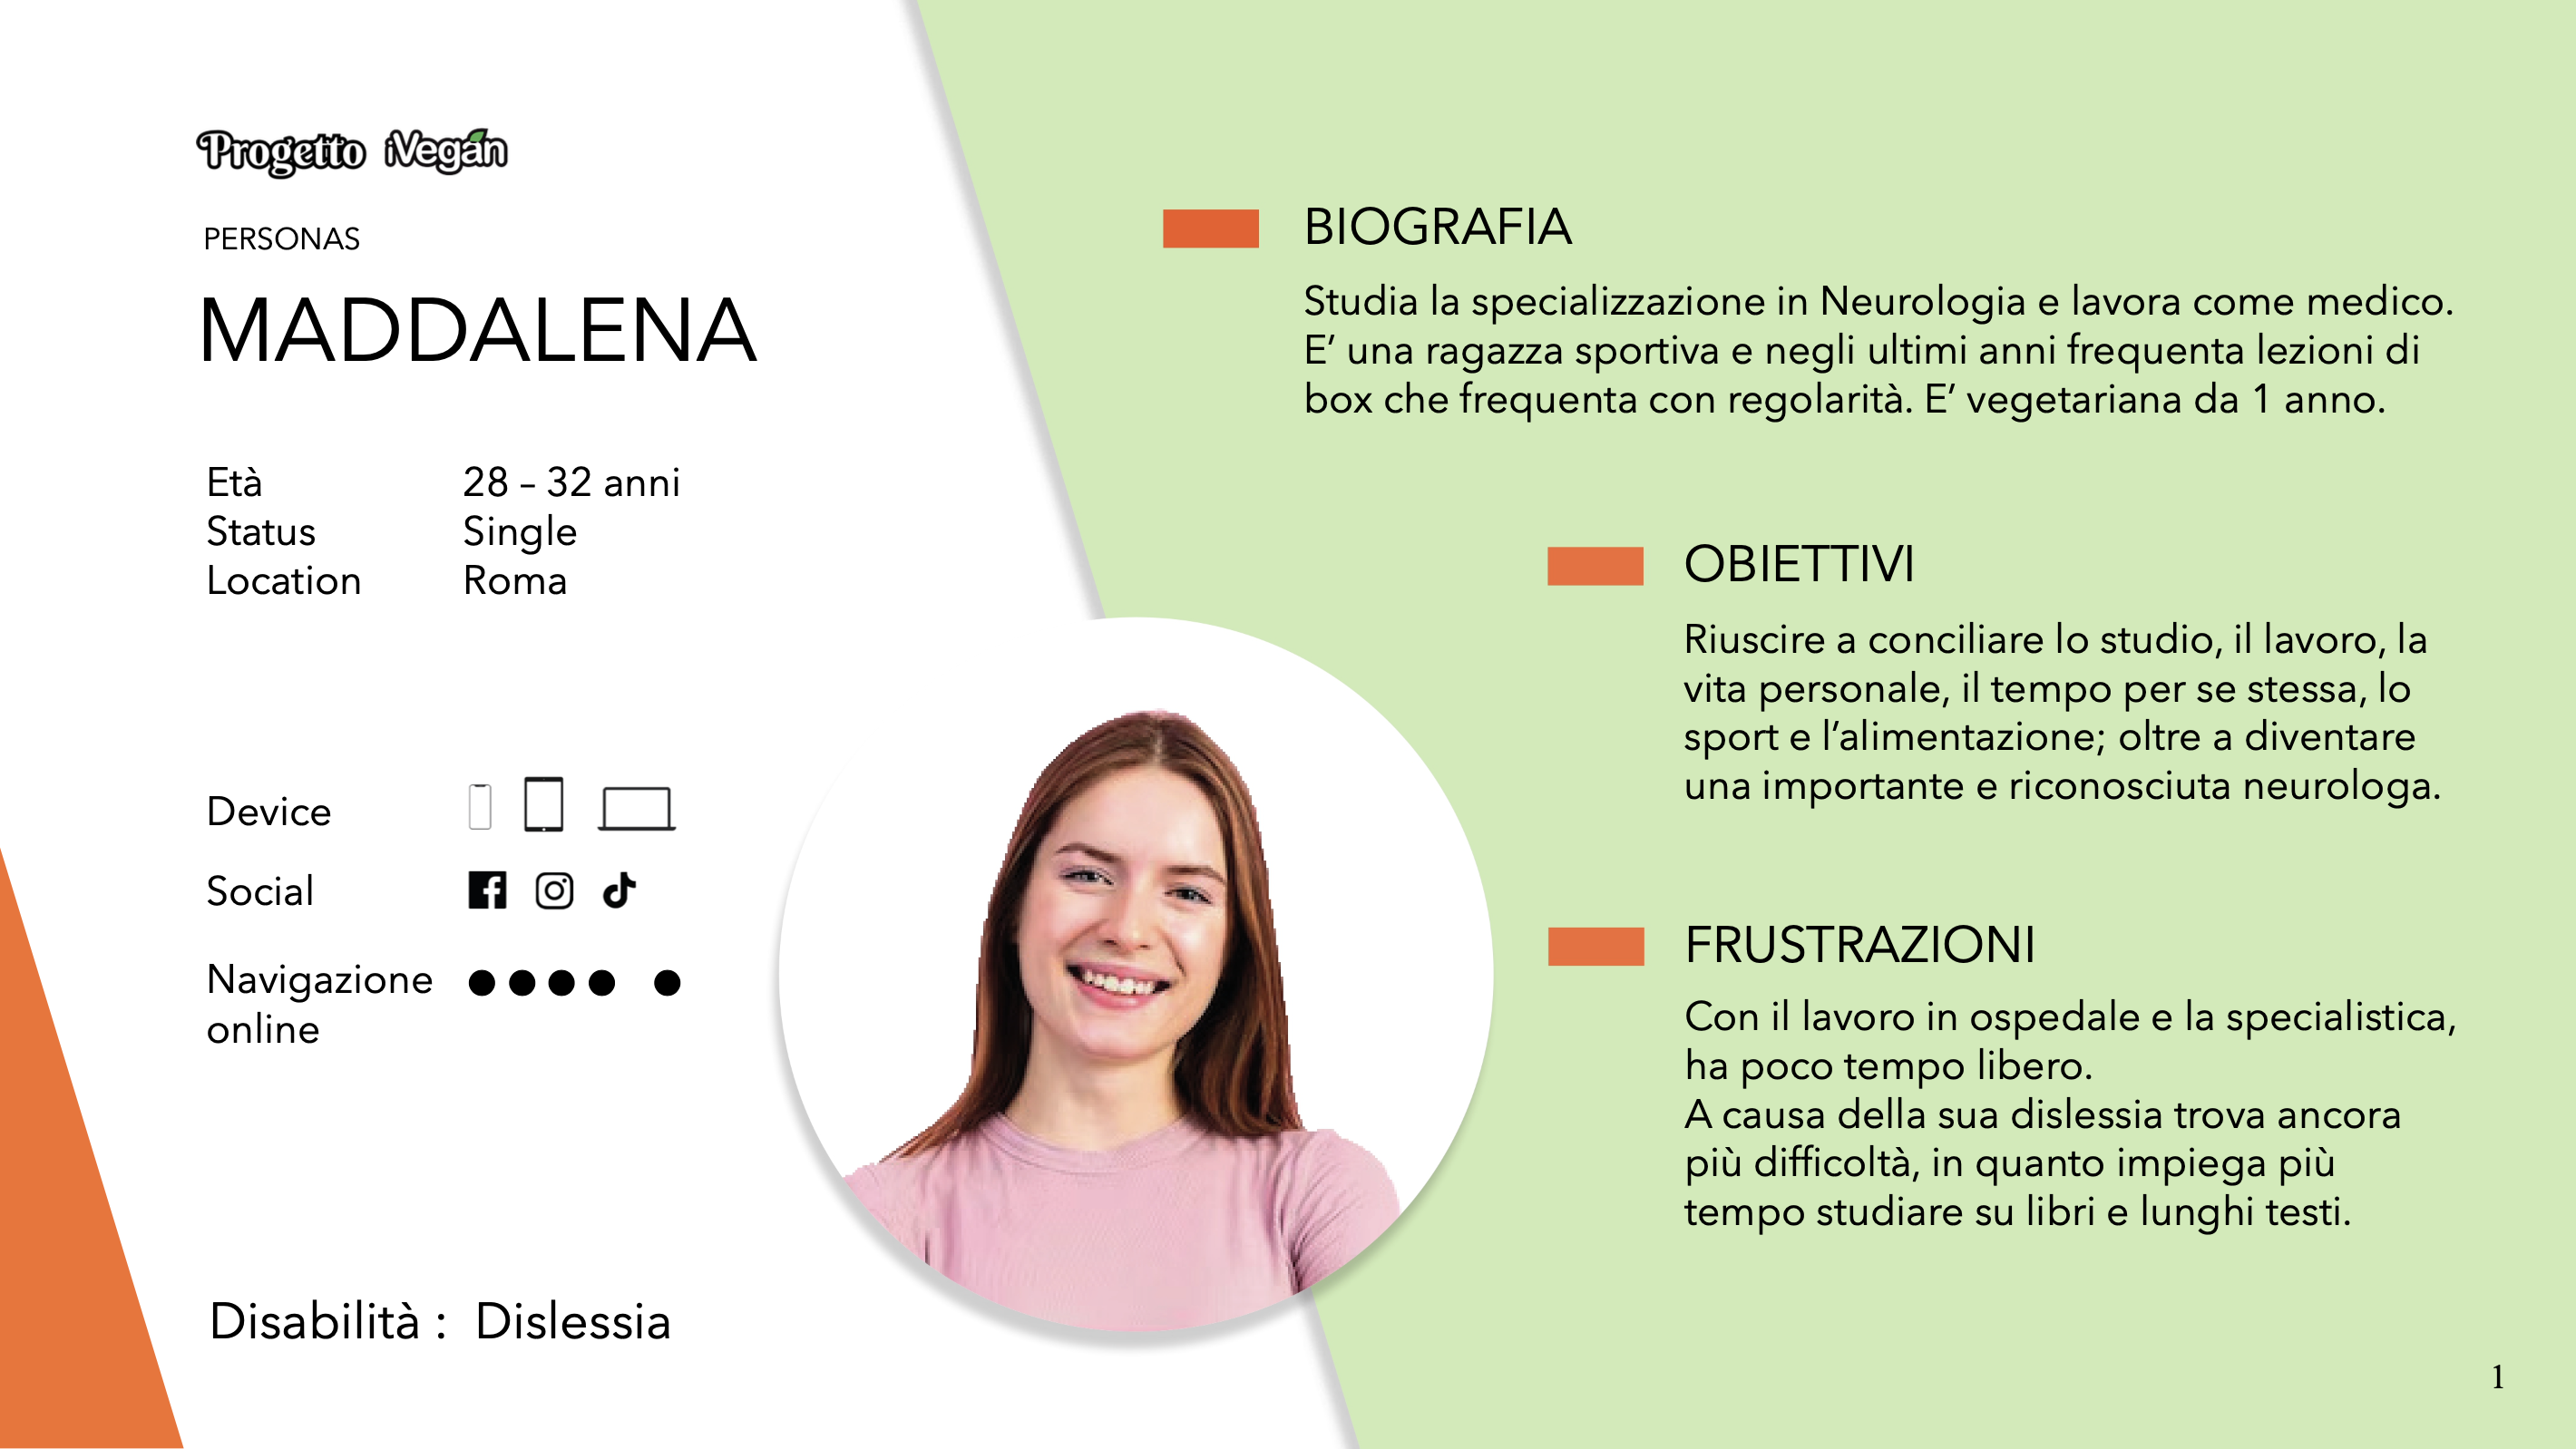 Progetto iVegan
PERSONAS
MADDALENA
Età 28 – 32 anni
Status Single
Location Roma
Device
Social
Navigazione
online
Disabilità : Dislessia
BIOGRAFIA
Studia la specializzazione in Neurologia e lavora come medico.
E’ una ragazza sportiva e negli ultimi anni frequenta lezioni di
box che frequenta con regolarità. E’ vegetariana da 1 anno.
OBIETTIVI
Riuscire a conciliare lo studio, il lavoro, la
vita personale, il tempo per se stessa, lo
sport e l’alimentazione; oltre a diventare
una importante e riconosciuta neurologa.
FRUSTRAZIONI
Con il lavoro in ospedale e la specialistica,
ha poco tempo libero.
A causa della sua dislessia trova ancora
più difficoltà, in quanto impiega più
tempo studiare su libri e lunghi testi.
1